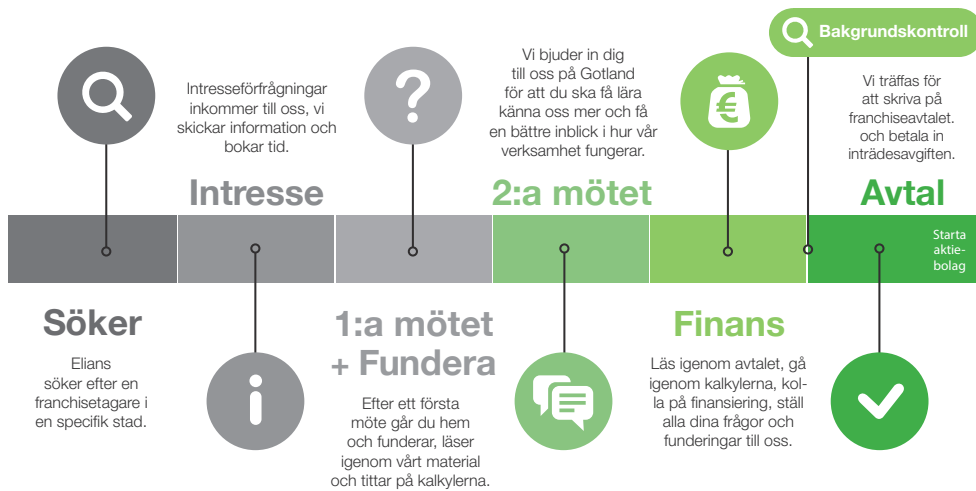 Bakgrundskontroll
Intresseförfrågningar
inkommer till oss, vi
skickar information och
bokar tid.
Intresse
Vi bjuder in dig
till oss på Gotland
för att du ska få lära
känna oss mer och få
en bättre inblick i hur vår
verksamhet fungerar.
2:a mötet
Vi träffas för
att skriva på
franchiseavtalet.
och betala in
inträdesavgiften.
Avtal
Starta
aktie-
bolag
Söker
Elians
söker efter en
franchisetagare i
en specifik stad.
1:a mötet
+ Fundera
Efter ett första
möte går du hem
och funderar, läser
igenom vårt material
och tittar på kalkylerna.
Finans
Läs igenom avtalet, gå
igenom kalkylerna, kol-
la på finansiering, ställ
alla dina frågor och
funderingar till oss.